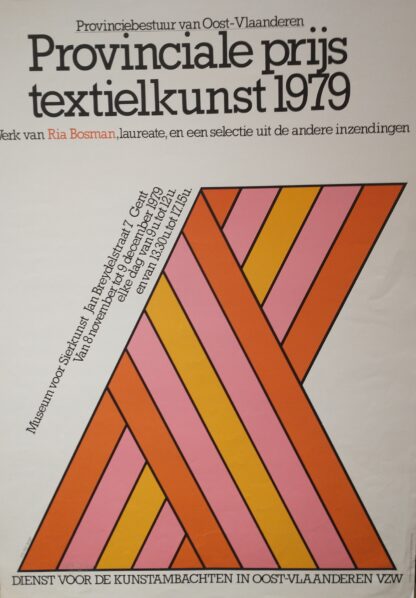 Provinciebestuur van Oost-Vlaanderen
Provinciale prijs
textielkunst 1979
Werk van Ria Bosman, laureate, en een selectie uit de andere inzendingen
Museum voor Sierkunst Jan Breydelstraat 7 Gent
Van 8 november tot 9 december 1979
elke dag van 9 u. tot 12 u.
en van 13.30 u. tot 17.15 u.
DIENST VOOR DE KUNSTAMBACHTEN IN OOST-VLAANDEREN VZW